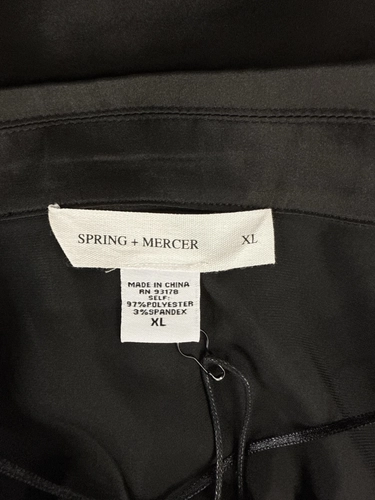 SPRING + MERCER XL
MADE IN CHINA
RN 93178
SELF:
97%POLYESTER
3%SPANDEX
XL